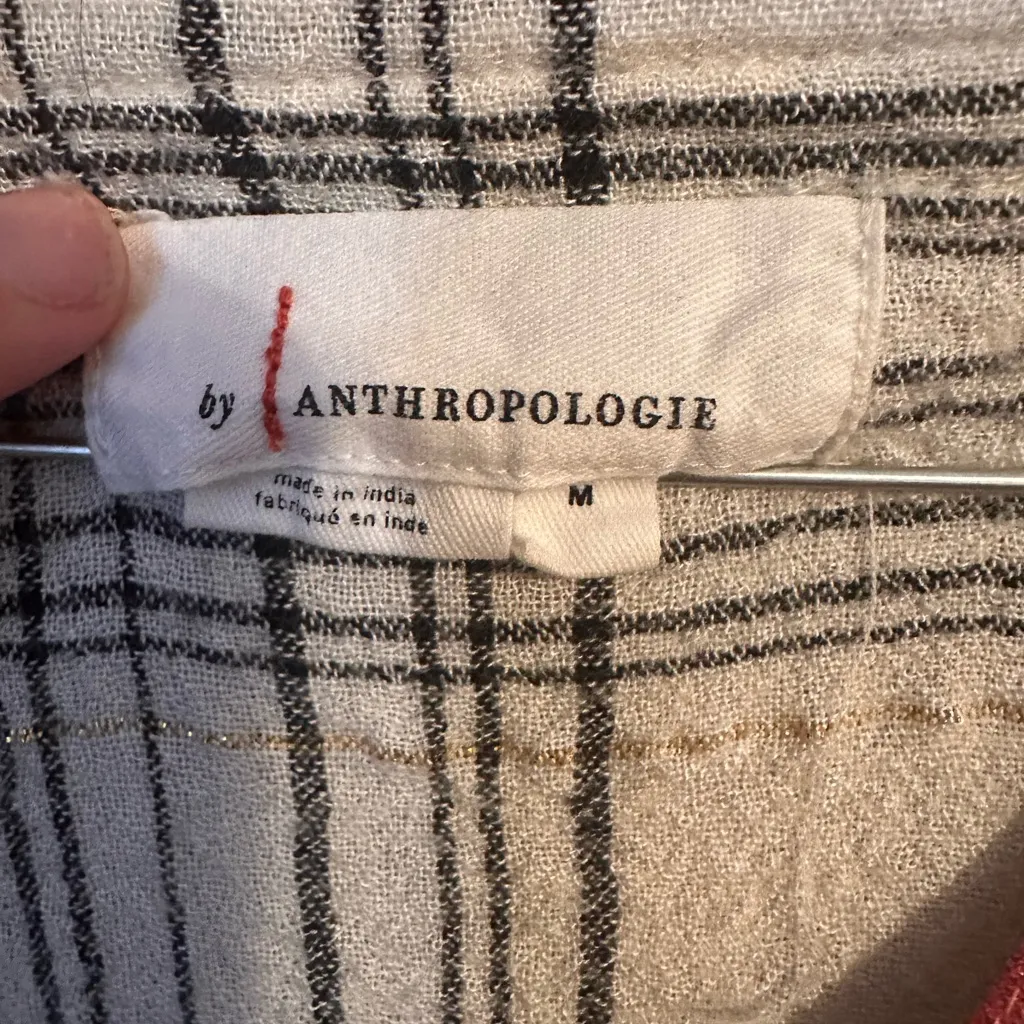 by ANTHROPOLOGIE
made in india
fabriqué en inde
M